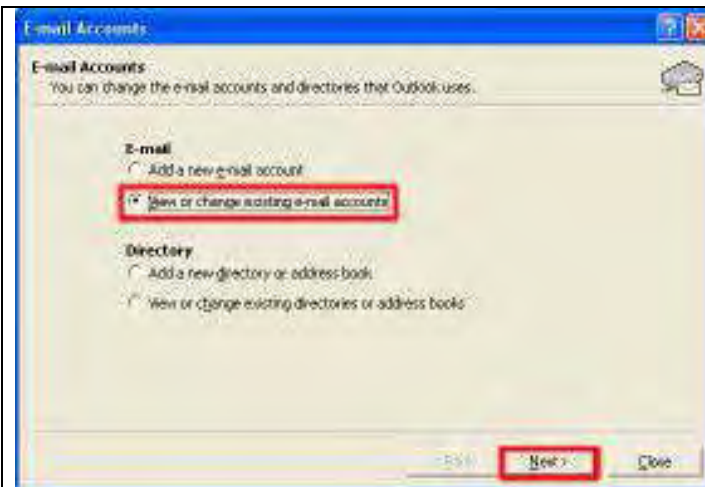 E-mail Accounts
E-mail Accounts
You can change the e-mail accounts and directories that Outlook uses.
E-mail
Add a new e-mail account
View or change existing e-mail accounts
Directory
Add a new directory or address book
View or change existing directories or address books
< Back
Next >
Close